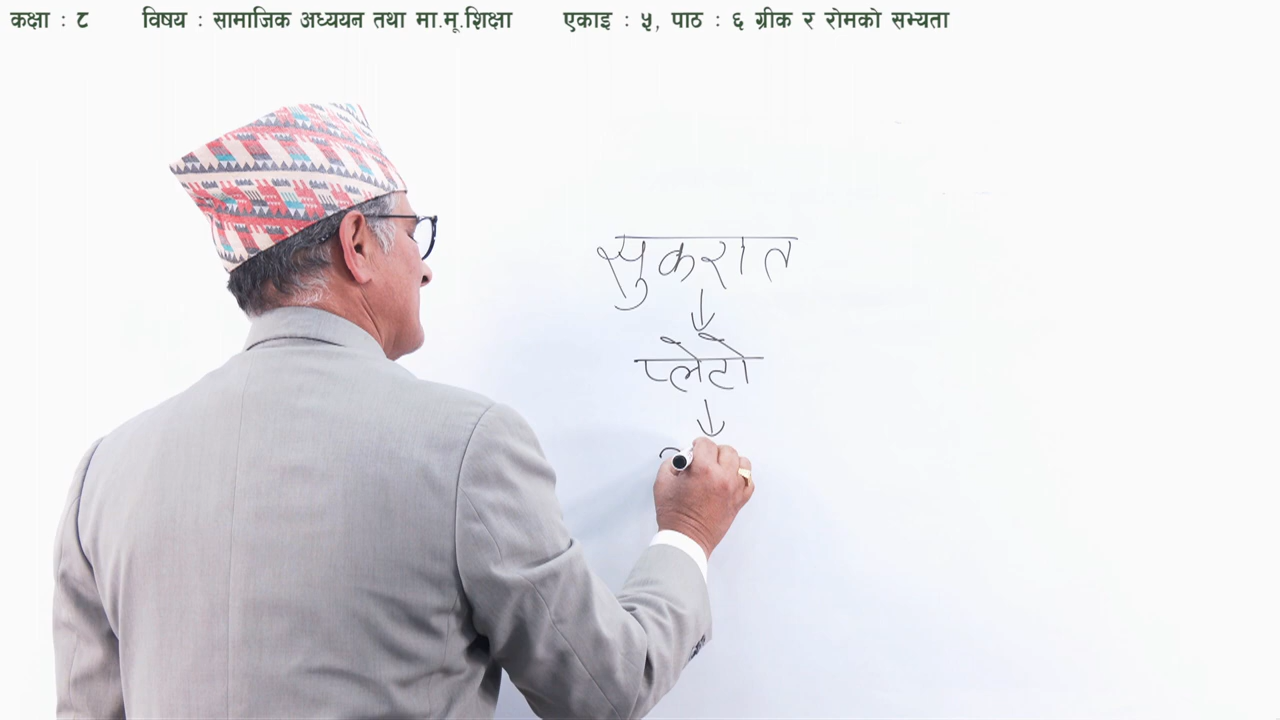 कक्षा : ८ विषय : सामाजिक अध्ययन तथा मा.मू.शिक्षा एकाइ : ५, पाठ : ६ ग्रीक र रोमको सभ्यता
सुकरात
↓
प्लेटो
↓